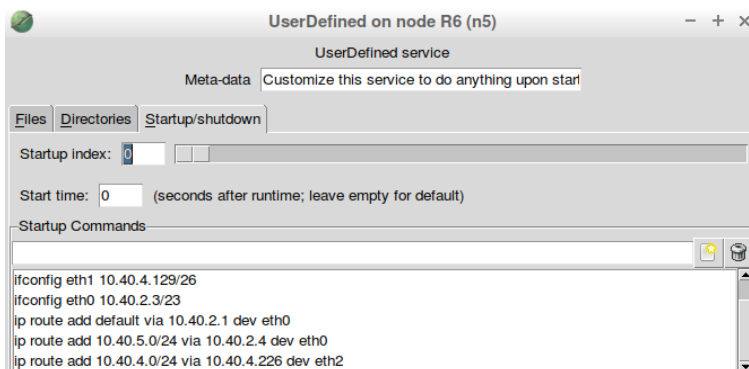 UserDefined on node R6 (n5)
UserDefined service
Meta-data Customize this service to do anything upon start
Files Directories Startup/shutdown
Startup index: 0
Start time: 0 (seconds after runtime; leave empty for default)
Startup Commands
ifconfig eth1 10.40.4.129/26
ifconfig eth0 10.40.2.3/23
ip route add default via 10.40.2.1 dev eth0
ip route add 10.40.5.0/24 via 10.40.2.4 dev eth0
ip route add 10.40.4.0/24 via 10.40.4.226 dev eth2